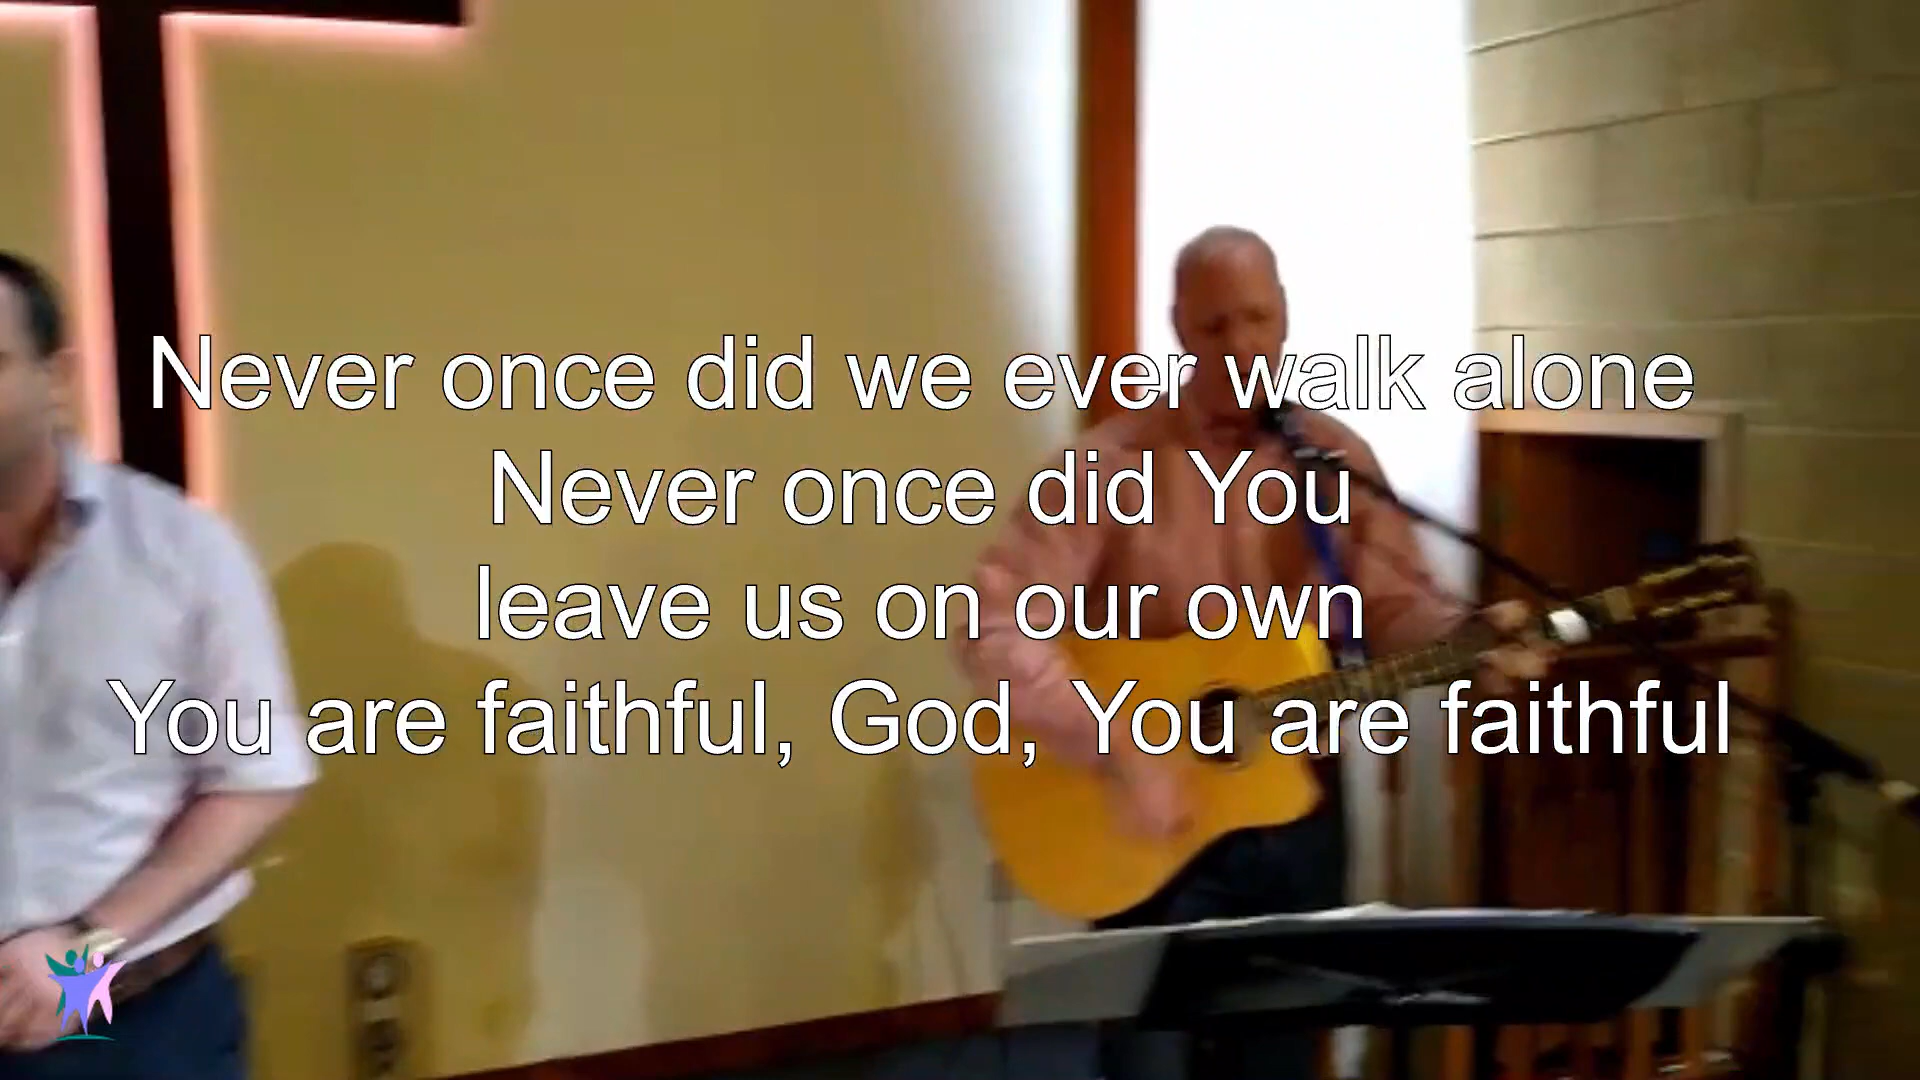 Never once did we ever walk alone
Never once did You
leave us on our own
You are faithful, God, You are faithful